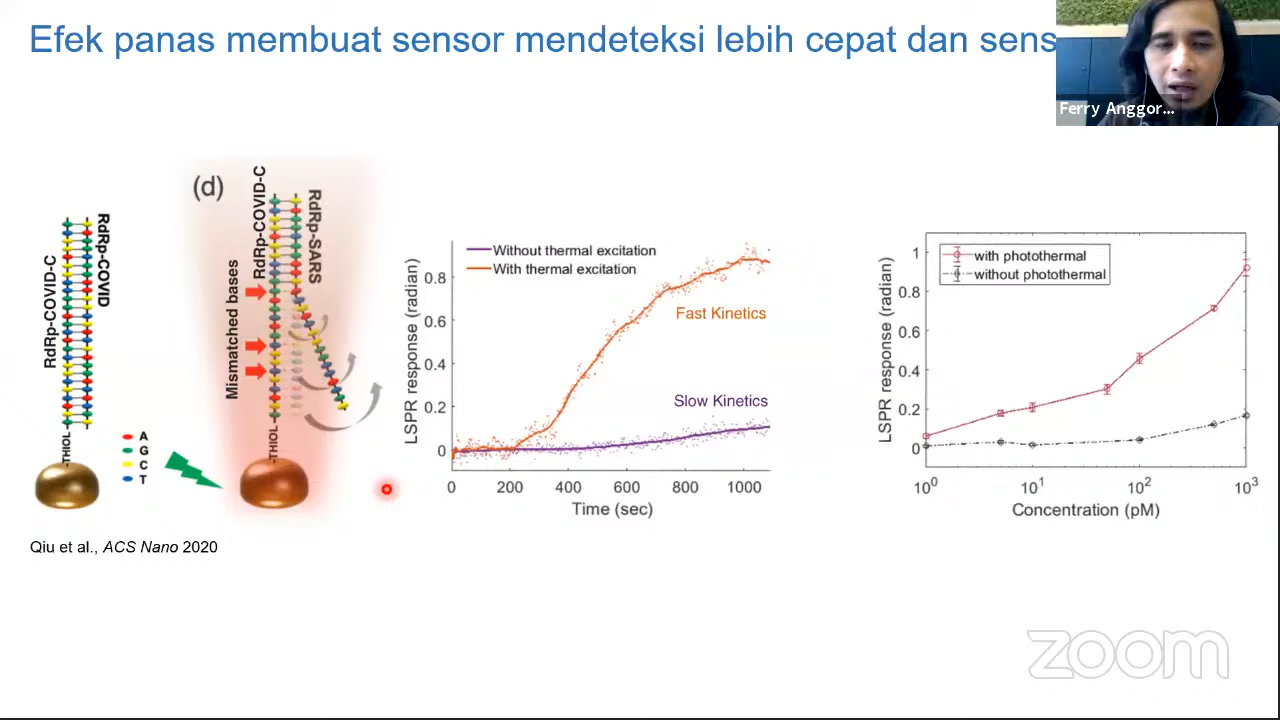 Efek panas membuat sensor mendeteksi lebih cepat dan sens
Ferry Anggor...
(d)
RdRp-COVID-C
RdRp-COVID
-THIOL-
A
G
C
T
Mismatched bases
RdRp-COVID-C
RdRp-SARS
-THIOL-
LSPR response (radian)
Without thermal excitation
With thermal excitation
0.8
0.6
0.4
0.2
0
Fast Kinetics
Slow Kinetics
0 200 400 600 800 1000
Time (sec)
LSPR response (radian)
with photothermal
without photothermal
1
0.8
0.6
0.4
0.2
0
10⁰ 10¹ 10² 10³
Concentration (pM)
Qiu et al., ACS Nano 2020
zoom